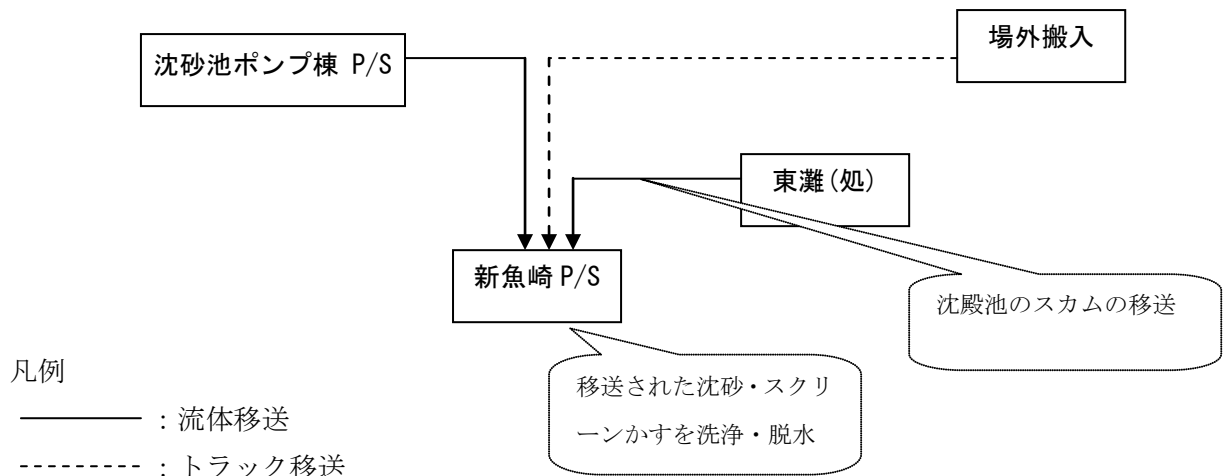 場外搬入
沈砂池ポンプ棟 P/S
東灘(処)
新魚崎 P/S
沈殿池のスカムの移送
移送された沈砂・スクリ
ーンかすを洗浄・脱水
凡例
：流体移送
：トラック移送